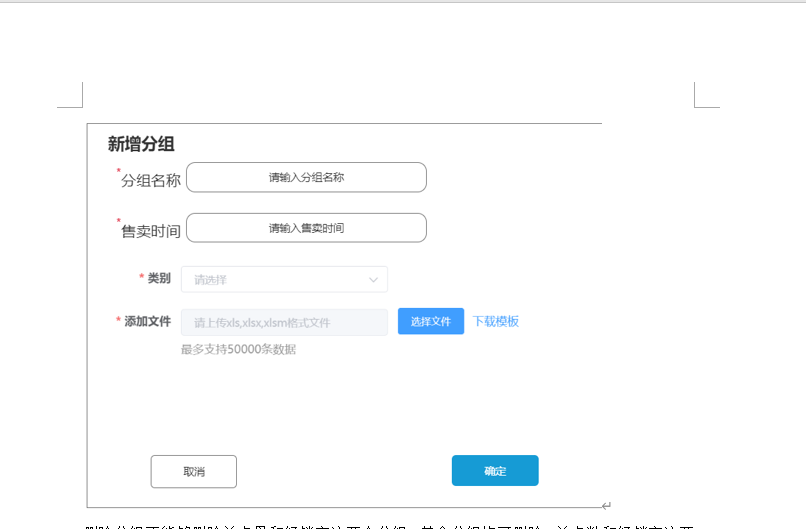 新增分组
*分组名称 请输入分组名称
*售卖时间 请输入售卖时间
* 类别 请选择
* 添加文件 请上传xls,xlsx,xlsm格式文件 选择文件 下载模板
最多支持50000条数据
取消 确定